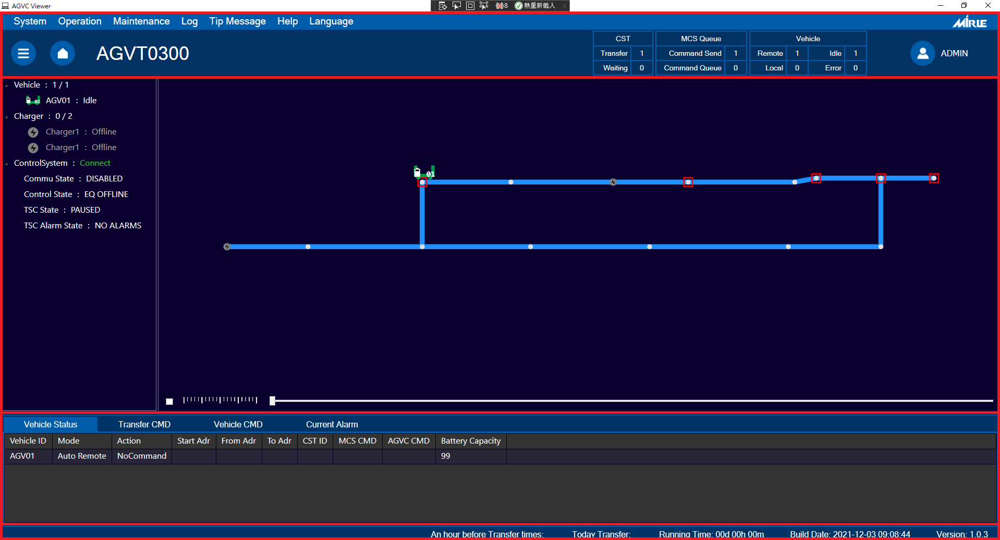 AGVC Viewer
8 熱重新載入
System Operation Maintenance Log Tip Message Help Language
MIRLE
AGVT0300
CST MCS Queue Vehicle
Transfer 1 Command Send 1 Remote 1 Idle 1
Waiting 0 Command Queue 0 Local 0 Error 0
ADMIN
Vehicle : 1 / 1
01 AGV01 : Idle
Charger : 0 / 2
Charger1 : Offline
Charger1 : Offline
ControlSystem : Connect
Commu State : DISABLED
Control State : EQ OFFLINE
TSC State : PAUSED
TSC Alarm State : NO ALARMS
01
Vehicle Status Transfer CMD Vehicle CMD Current Alarm
Vehicle ID Mode Action Start Adr From Adr To Adr CST ID MCS CMD AGVC CMD Battery Capacity
AGV01 Auto Remote NoCommand 99
An hour before Transfer times: Today Transfer: Running Time: 00d 00h 00m Build Date: 2021-12-03 09:08:44 Version: 1.0.3